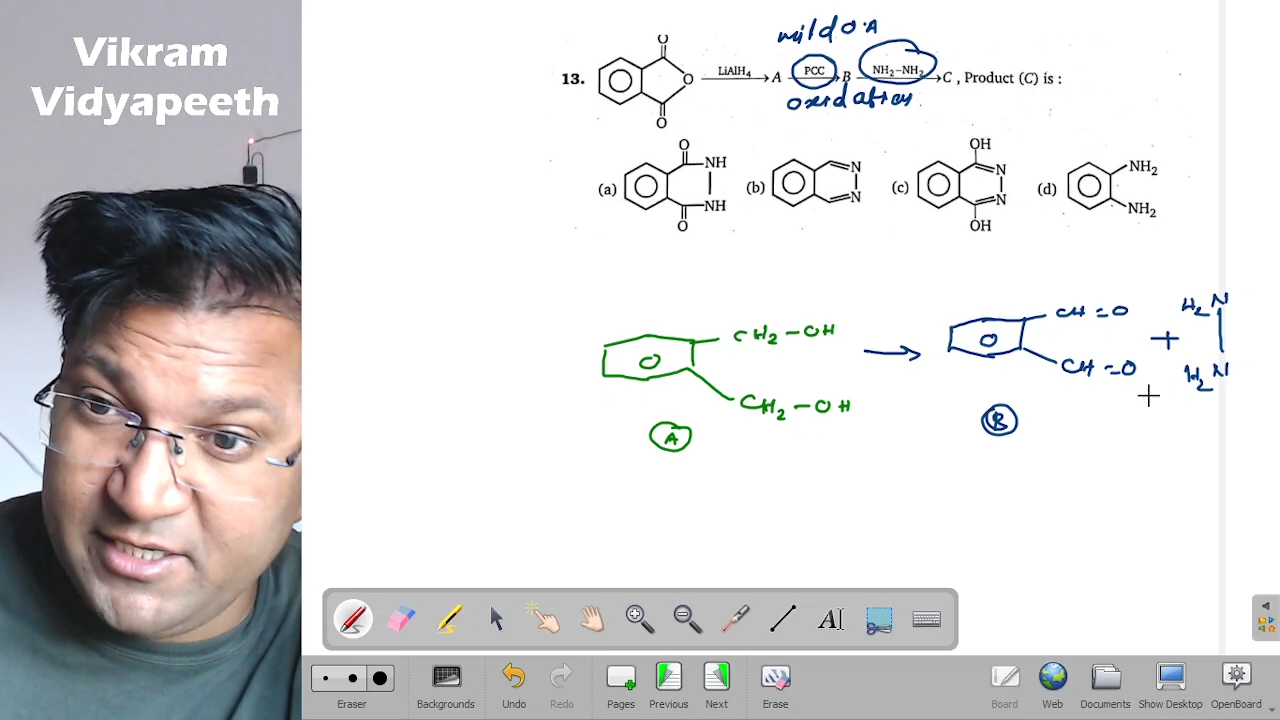 Vikram
Vidyapeeth
mild O.A
13. O O O LiAlH₄ A PCC B NH₂–NH₂ C , Product (C) is :
oxidation
(a) O NH NH O (b) N N (c) OH N N OH (d) NH₂ NH₂
CH₂–OH
CH₂–OH
A
CH=O
CH=O
B
+
H₂N
H₂N
Eraser
Backgrounds
Undo
Redo
Pages
Previous
Next
Erase
Board
Web
Documents
Show Desktop
OpenBoard